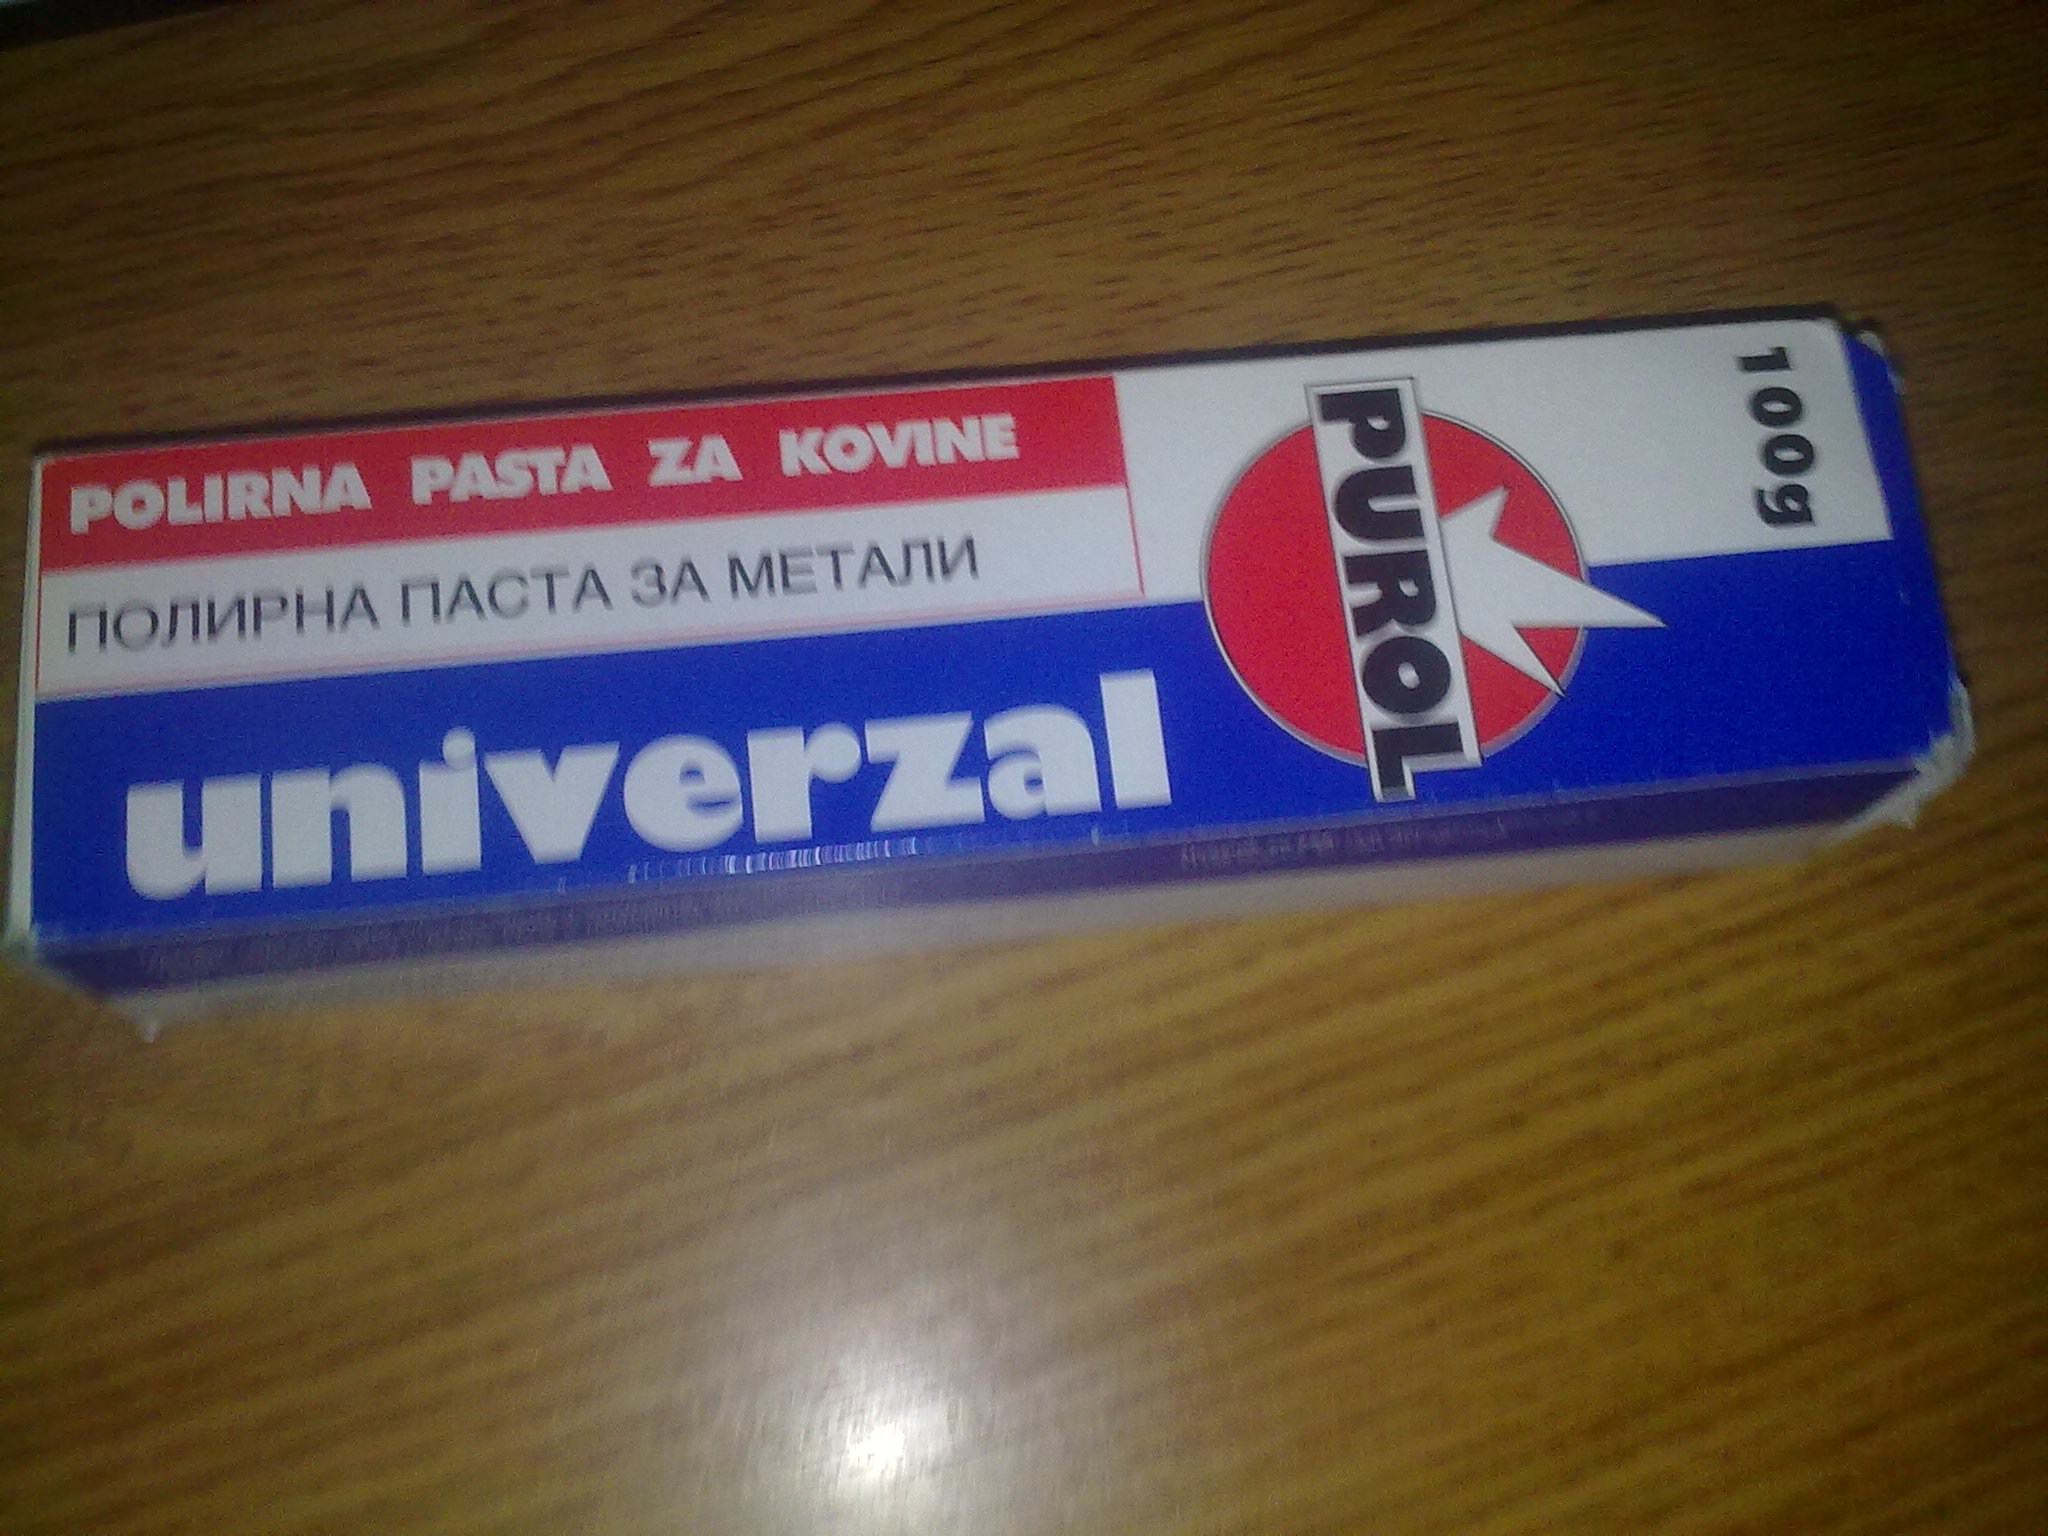 POLIRNA PASTA ZA KOVINE
ПОЛИРНА ПАСТА ЗА МЕТАЛИ
univerzal
PUROL
100g